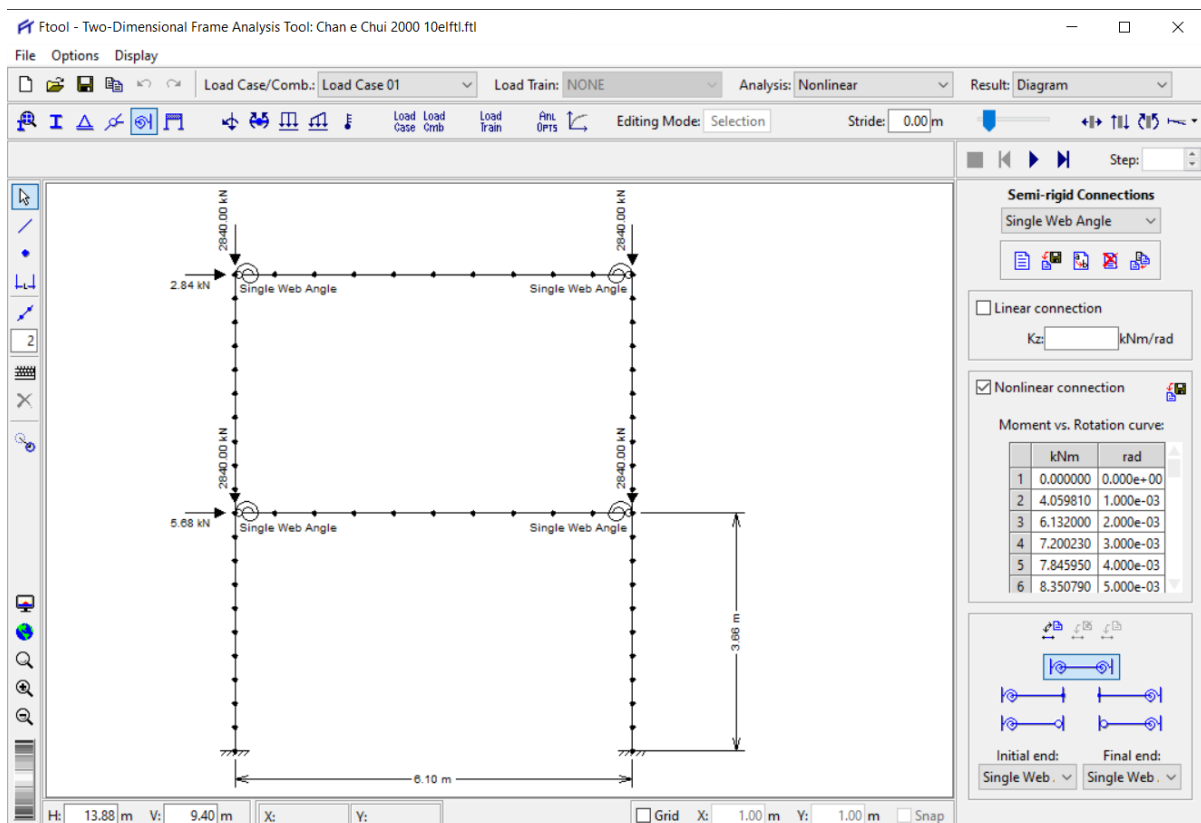 Ftool - Two-Dimensional Frame Analysis Tool: Chan e Chui 2000 10elftl.ftl
File Options Display
Load Case/Comb.: Load Case 01 Load Train: NONE Analysis: Nonlinear Result: Diagram
Load Case Load Cmb Load Train ANL OPTS Editing Mode: Selection Stride: 0.00 m
Step:
Semi-rigid Connections
Single Web Angle
Linear connection
Kz: kNm/rad
Nonlinear connection
Moment vs. Rotation curve:
kNm rad
1 0.000000 0.000e+00
2 4.059810 1.000e-03
3 6.132000 2.000e-03
4 7.200230 3.000e-03
5 7.845950 4.000e-03
6 8.350790 5.000e-03
Initial end: Final end:
Single Web . Single Web .
2
2840.00 kN 2840.00 kN
2.84 kN
Single Web Angle Single Web Angle
2840.00 kN 2840.00 kN
5.68 kN
Single Web Angle Single Web Angle
3.66 m
6.10 m
H: 13.88 m V: 9.40 m X: Y: Grid X: 1.00 m Y: 1.00 m Snap